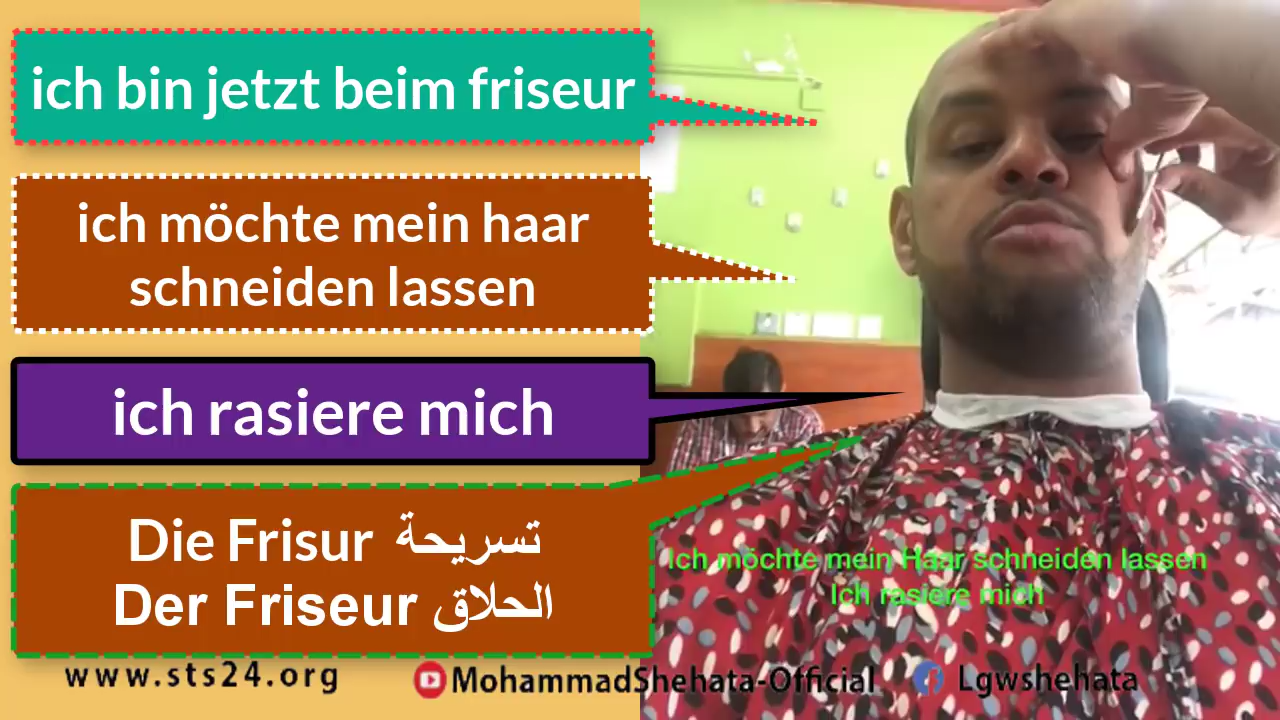 ich bin jetzt beim friseur
ich möchte mein haar
schneiden lassen
ich rasiere mich
Die Frisur تسريحة
Der Friseur الحلاق
Ich möchte mein Haar schneiden lassen
Ich rasiere mich
www.sts24.org
MohammadShehata-Official
Lgwshehata